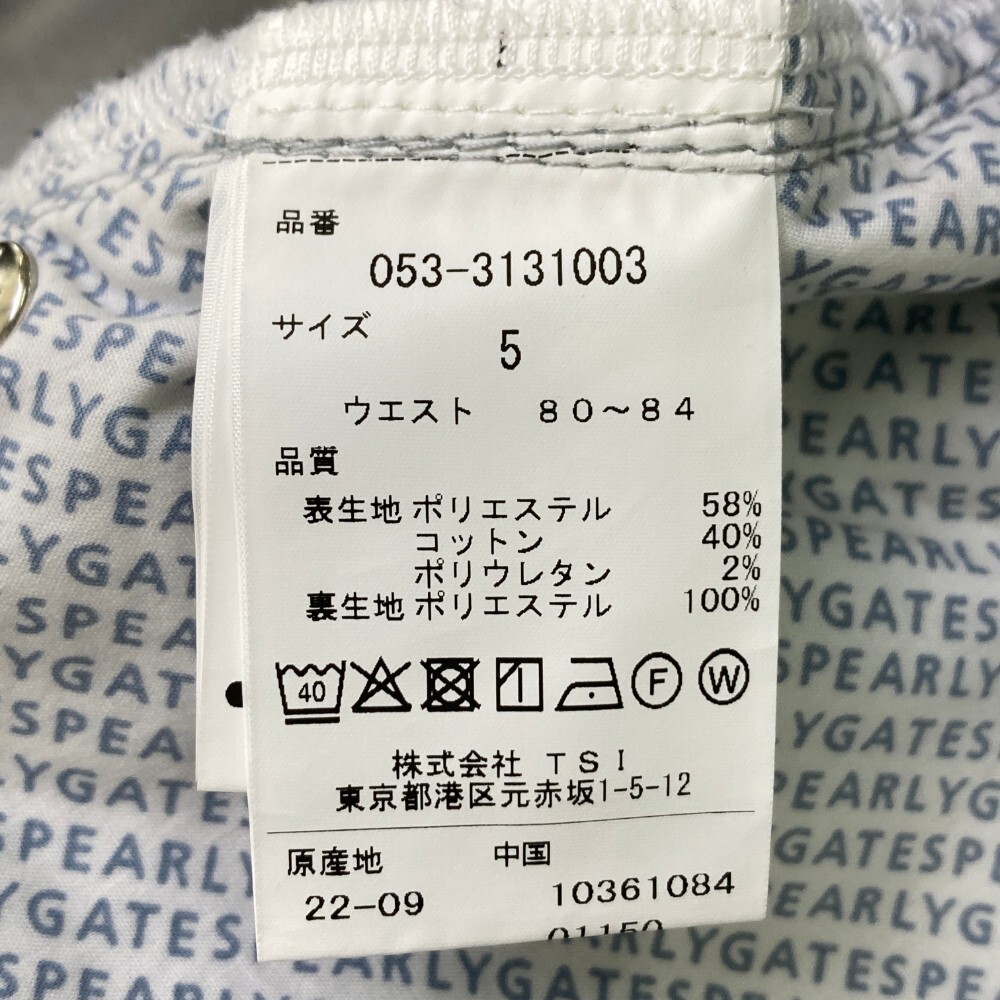 品番
053-3131003
サイズ
5
ウエスト 80〜84
品質
表生地 ポリエステル 58%
コットン 40%
ポリウレタン 2%
裏生地 ポリエステル 100%
40 F W
株式会社 TSI
東京都港区元赤坂1-5-12
原産地 中国
22-09 10361084
01150
PEARLYGATES